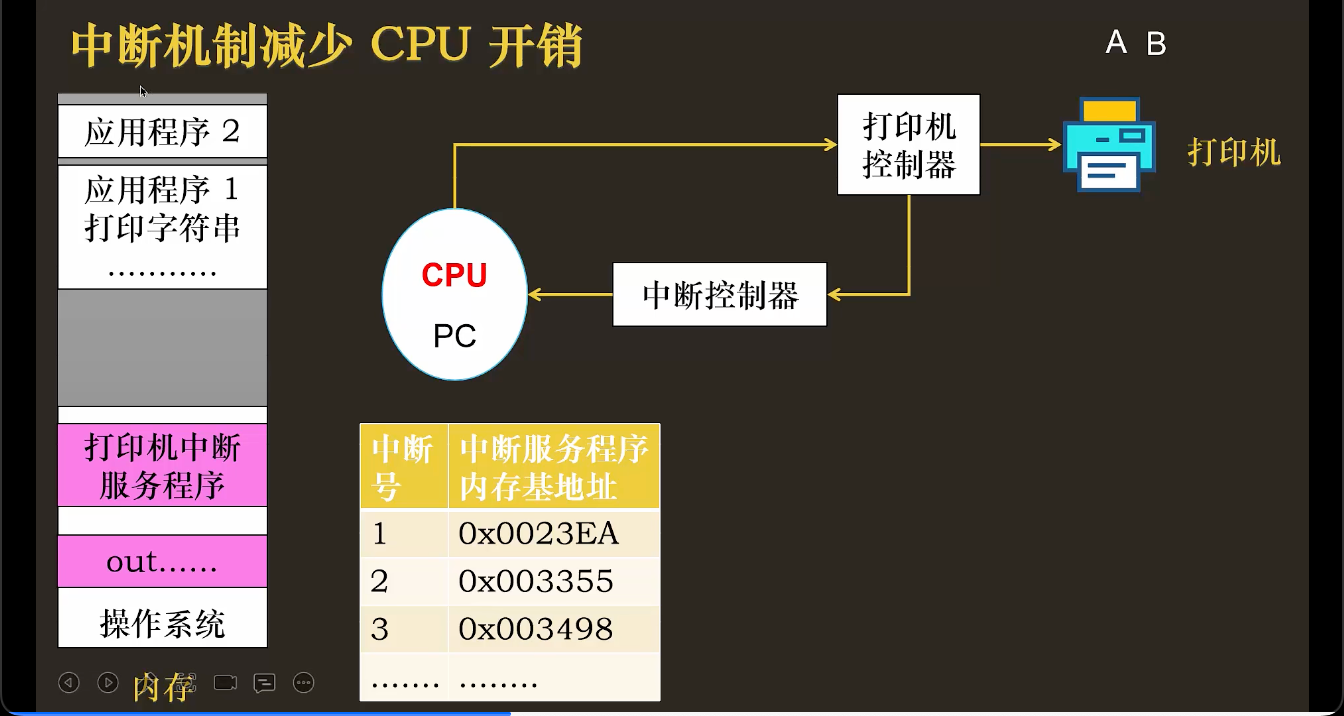 中断机制减少 CPU 开销
A B
应用程序 2
应用程序 1
打印字符串
...........
打印机中断
服务程序
out......
操作系统
内存
CPU
PC
打印机
控制器
打印机
中断控制器
中断
号
中断服务程序
内存基地址
1 0x0023EA
2 0x003355
3 0x003498
....... ........